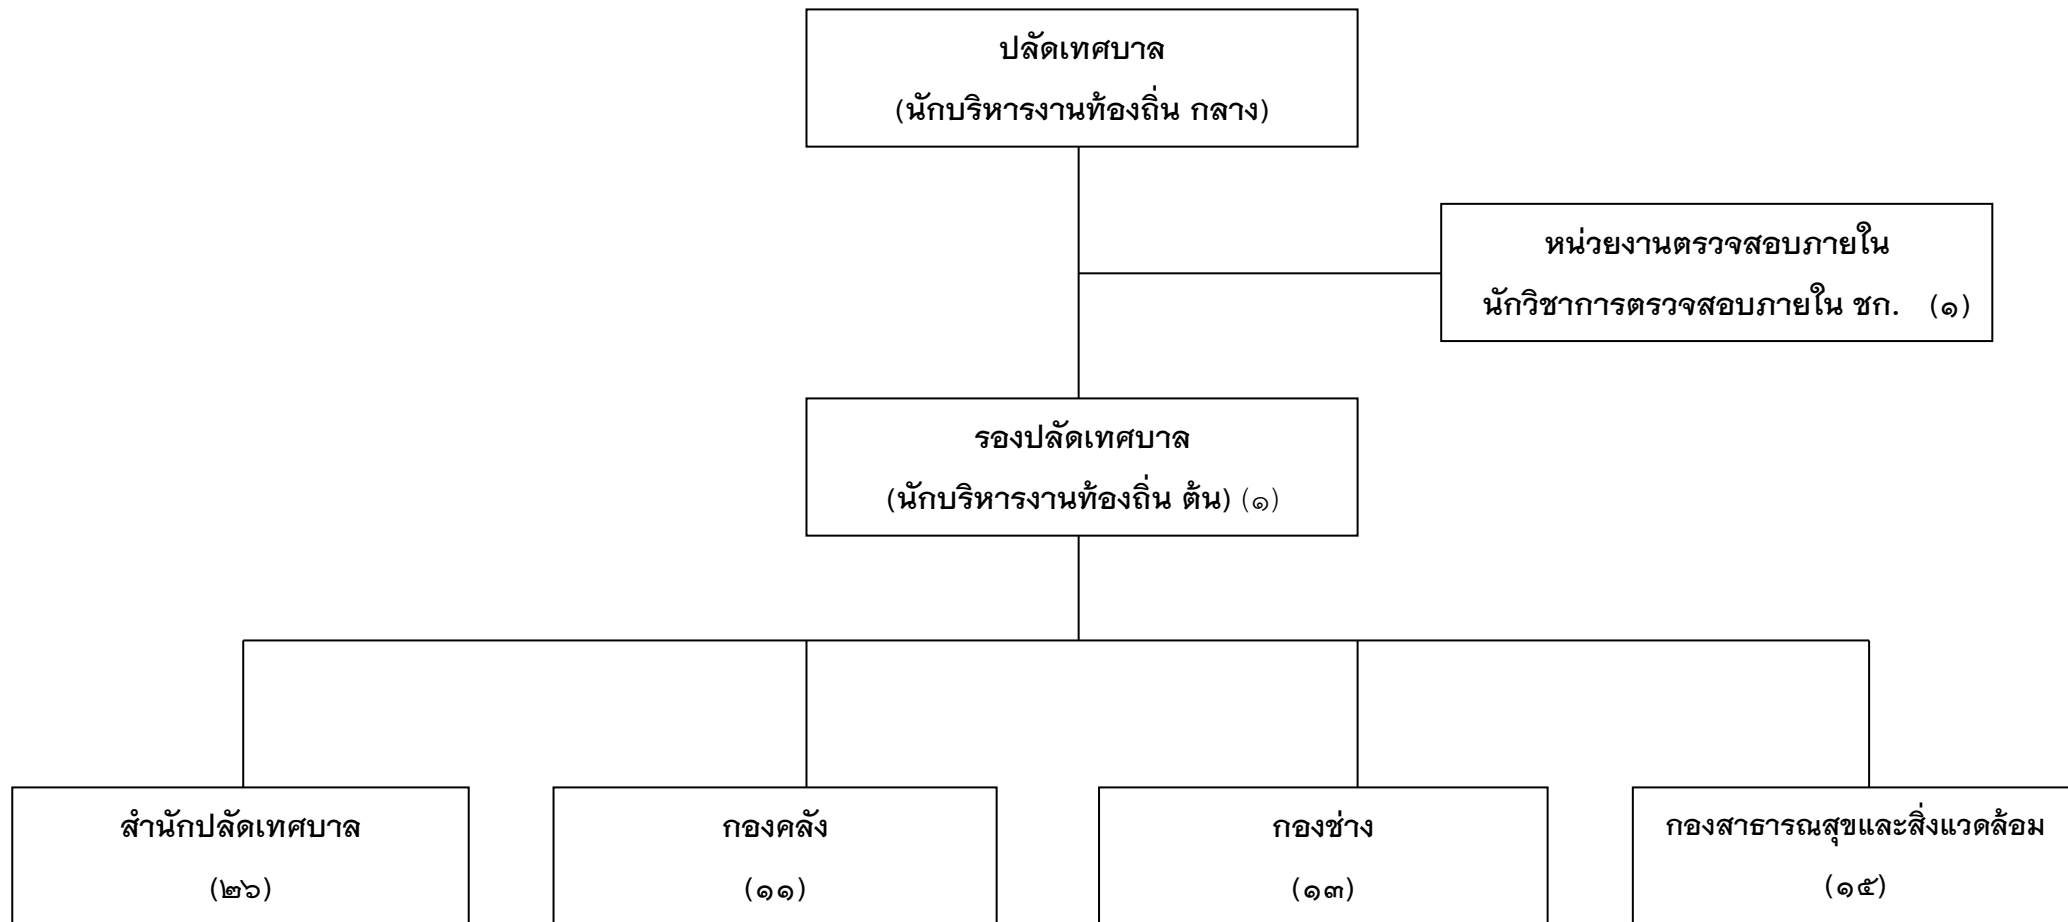 ปลัดเทศบาล
(นักบริหารงานท้องถิ่น กลาง)
หน่วยงานตรวจสอบภายใน
นักวิชาการตรวจสอบภายใน ชก. (๑)
รองปลัดเทศบาล
(นักบริหารงานท้องถิ่น ต้น) (๑)
สำนักปลัดเทศบาล
(๒๖)
กองคลัง
(๑๑)
กองช่าง
(๑๓)
กองสาธารณสุขและสิ่งแวดล้อม
(๑๕)